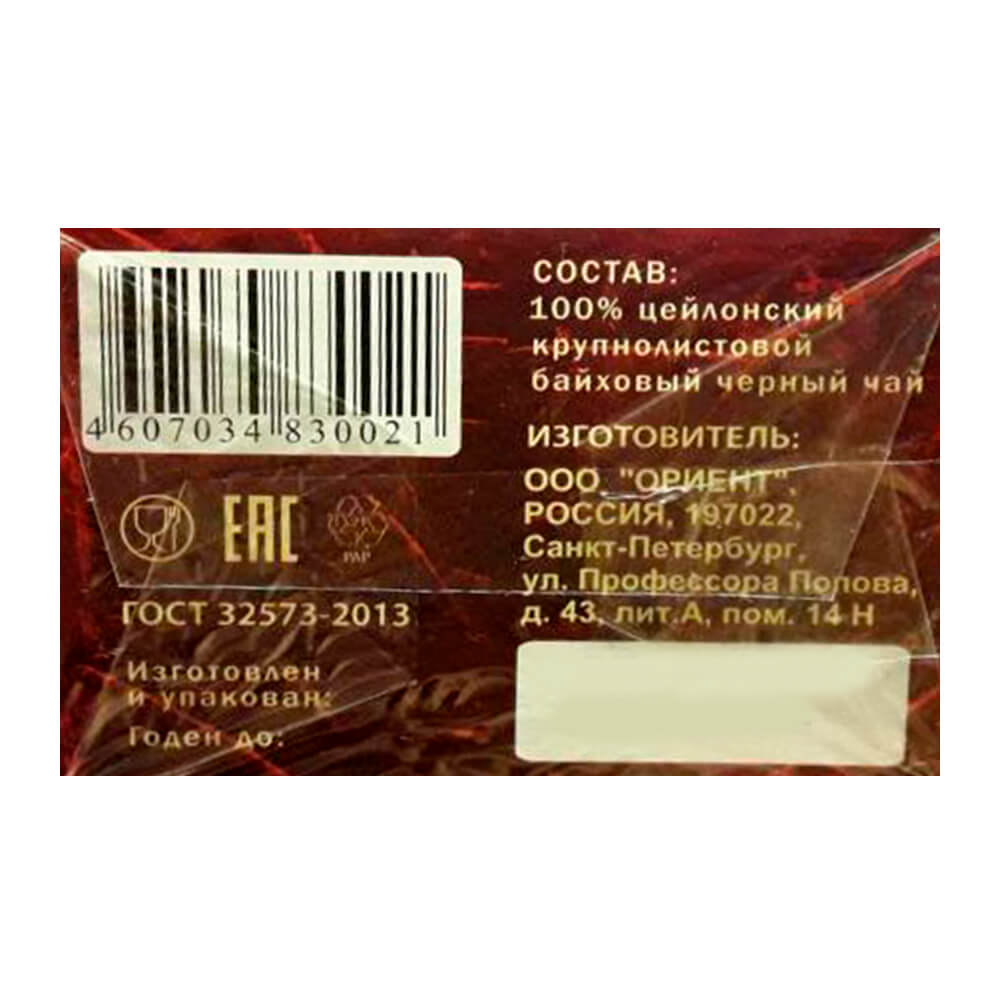 4 607034 830021
EAC
PAP
ГОСТ 32573-2013
Изготовлен
и упакован:
Годен до:
СОСТАВ:
100% цейлонский
крупнолистовой
байховый черный чай
ИЗГОТОВИТЕЛЬ:
ООО "ОРИЕНТ",
РОССИЯ, 197022,
Санкт-Петербург,
ул. Профессора Попова,
д. 43, лит.А, пом. 14 Н